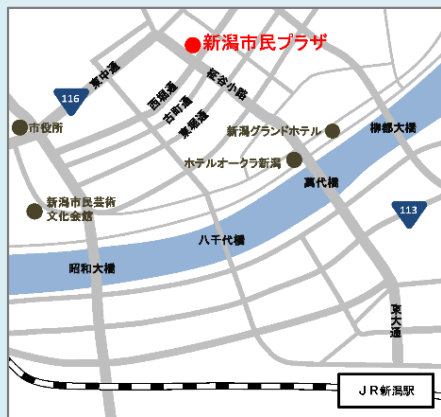 新潟市民プラザ
116
東中通
西堀通
古町通
東堀通
柾谷小路
市役所
新潟グランドホテル
柳都大橋
ホテルオークラ新潟
萬代橋
新潟市民芸術
文化会館
113
八千代橋
昭和大橋
東大通
JR新潟駅